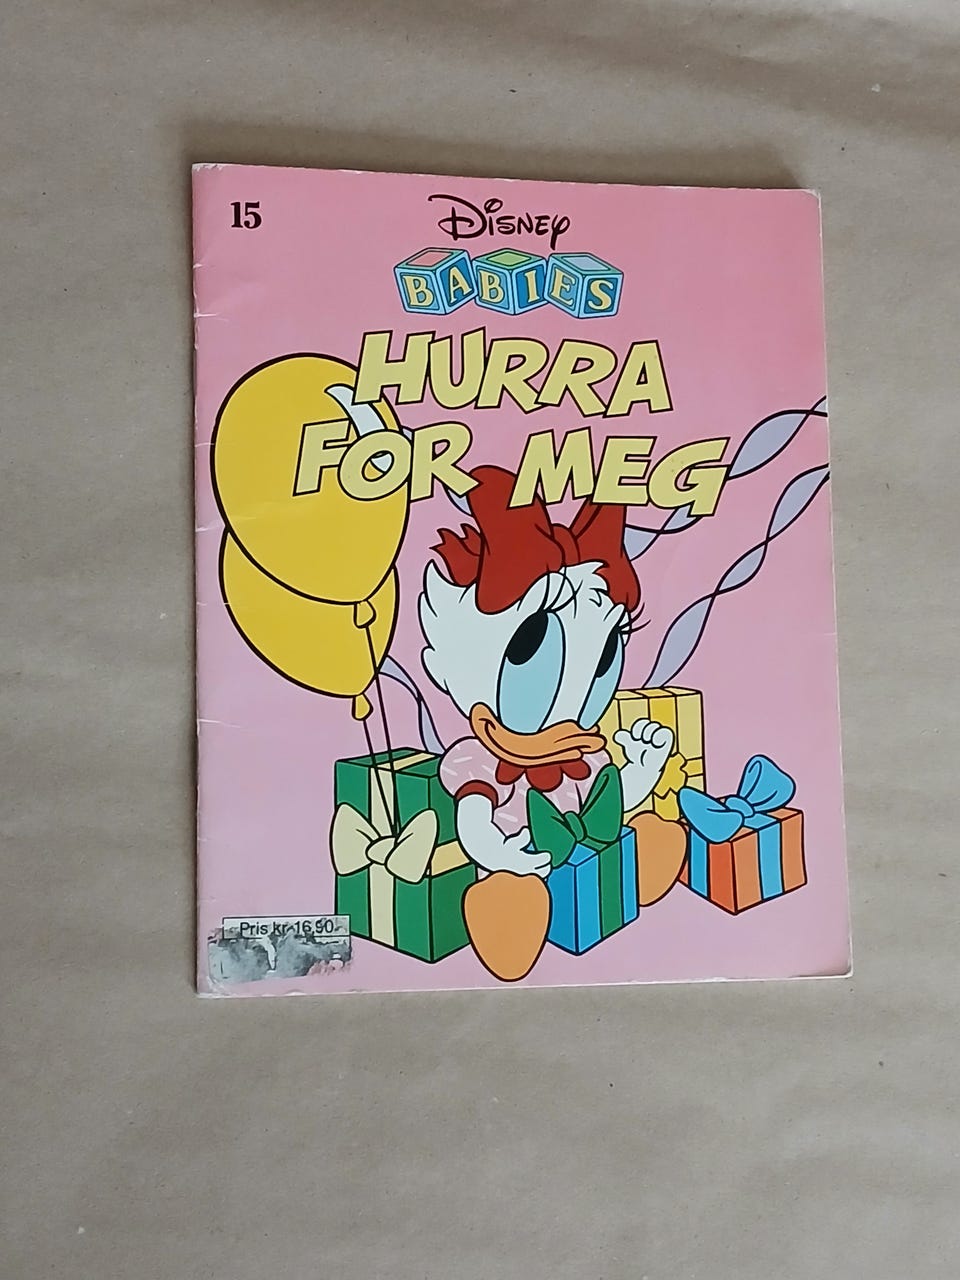 15
Disney
BABIES
HURRA
FOR MEG
Pris kr 16,90